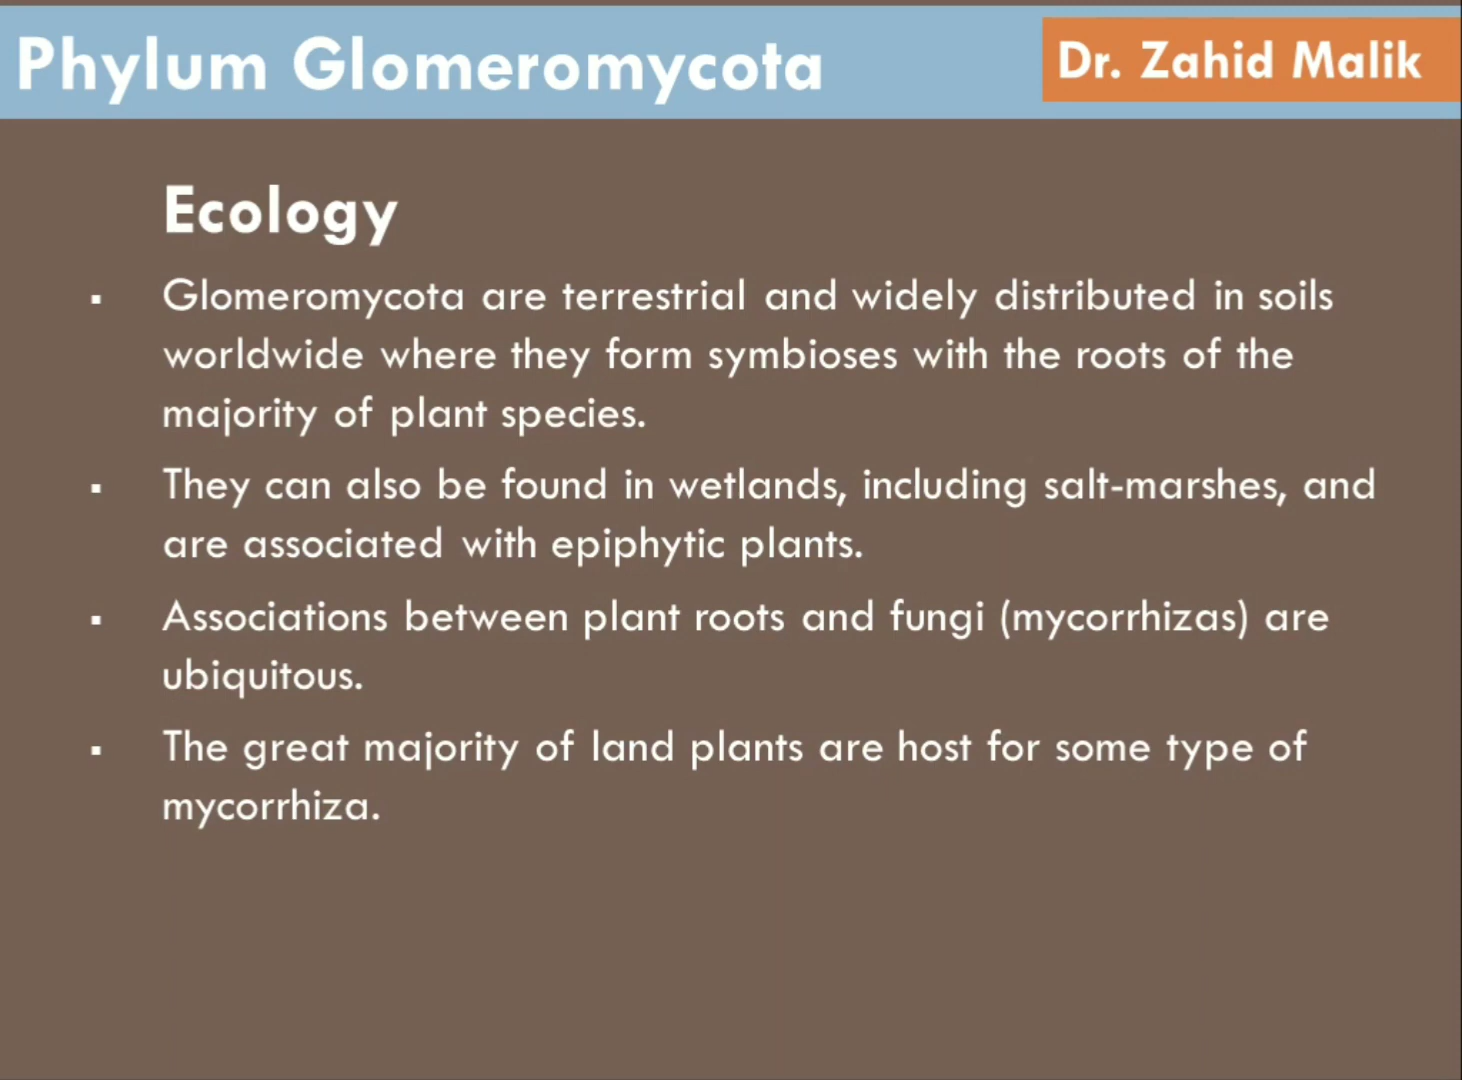 Phylum Glomeromycota
Dr. Zahid Malik
Ecology
▪ Glomeromycota are terrestrial and widely distributed in soils
worldwide where they form symbioses with the roots of the
majority of plant species.
▪ They can also be found in wetlands, including salt-marshes, and
are associated with epiphytic plants.
▪ Associations between plant roots and fungi (mycorrhizas) are
ubiquitous.
▪ The great majority of land plants are host for some type of
mycorrhiza.